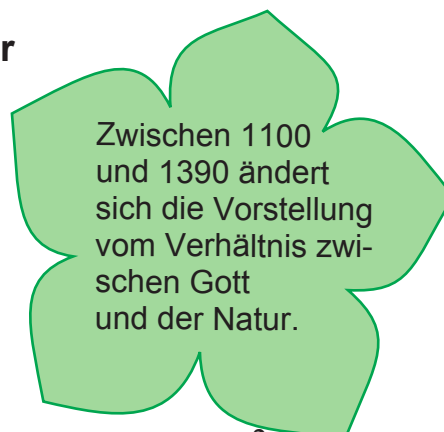 r
Zwischen 1100
und 1390 ändert
sich die Vorstellung
vom Verhältnis zwi-
schen Gott
und der Natur.